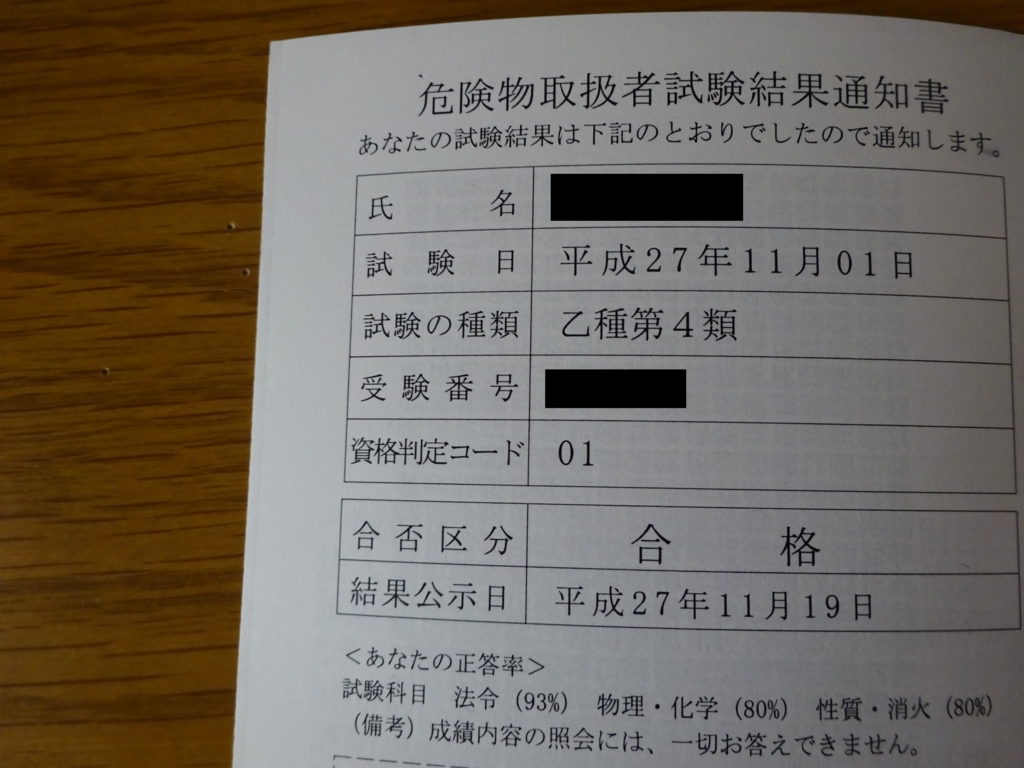 危険物取扱者試験結果通知書
あなたの試験結果は下記のとおりでしたので通知します。
氏名
試験日 平成27年11月01日
試験の種類 乙種第4類
受験番号
資格判定コード 01
合否区分 合格
結果公示日 平成27年11月19日
<あなたの正答率>
試験科目 法令(93%) 物理・化学(80%) 性質・消火(80%)
(備考)成績内容の照会には、一切お答えできません。